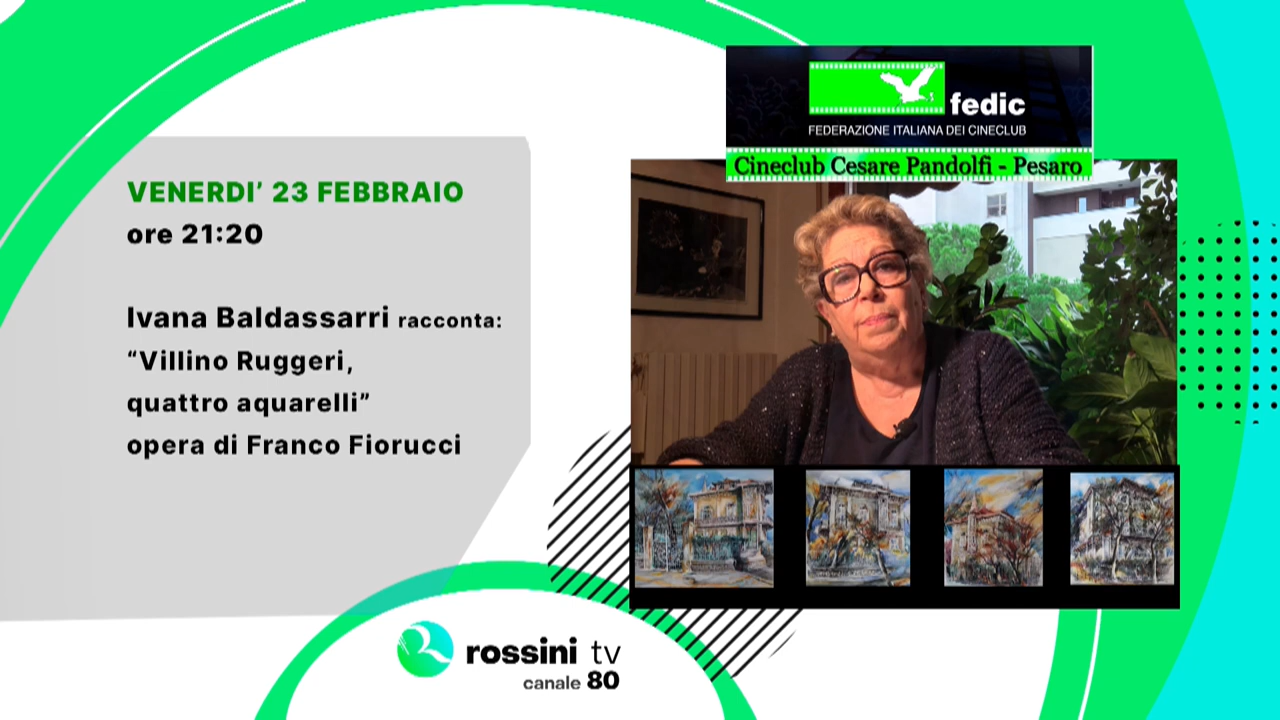 VENERDI’ 23 FEBBRAIO
ore 21:20
Ivana Baldassarri racconta:
“Villino Ruggeri,
quattro aquarelli”
opera di Franco Fiorucci
fedic
FEDERAZIONE ITALIANA DEI CINECLUB
Cineclub Cesare Pandolfi - Pesaro
rossini tv
canale 80